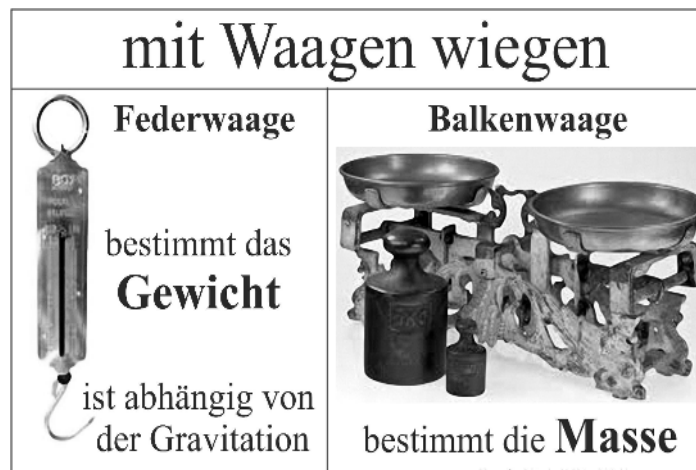 mit Waagen wiegen
Federwaage
bestimmt das
Gewicht
ist abhängig von
der Gravitation
Balkenwaage
bestimmt die Masse